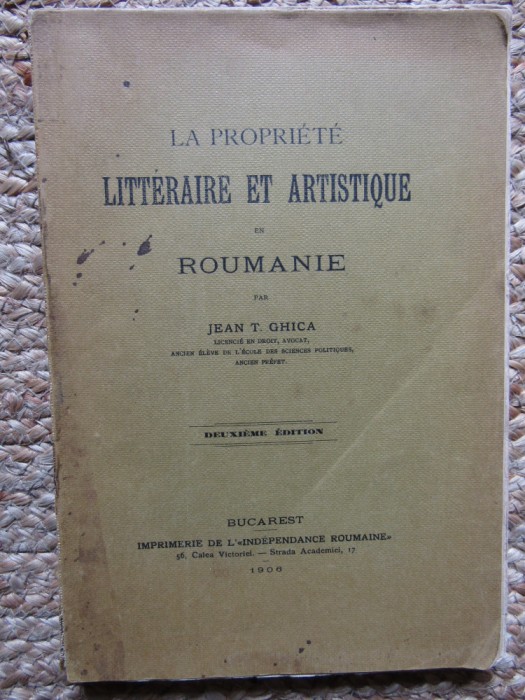 LA PROPRIÉTÉ
LITTÉRAIRE ET ARTISTIQUE
EN
ROUMANIE
PAR
JEAN T. GHICA
LICENCIÉ EN DROIT, AVOCAT,
ANCIEN ÉLÈVE DE L'ÉCOLE DES SCIENCES POLITIQUES,
ANCIEN PRÉFET.
DEUXIÈME ÉDITION
BUCAREST
IMPRIMERIE DE L'«INDÉPENDANCE ROUMAINE»
56, Calea Victoriei. — Strada Academiei, 17
1906